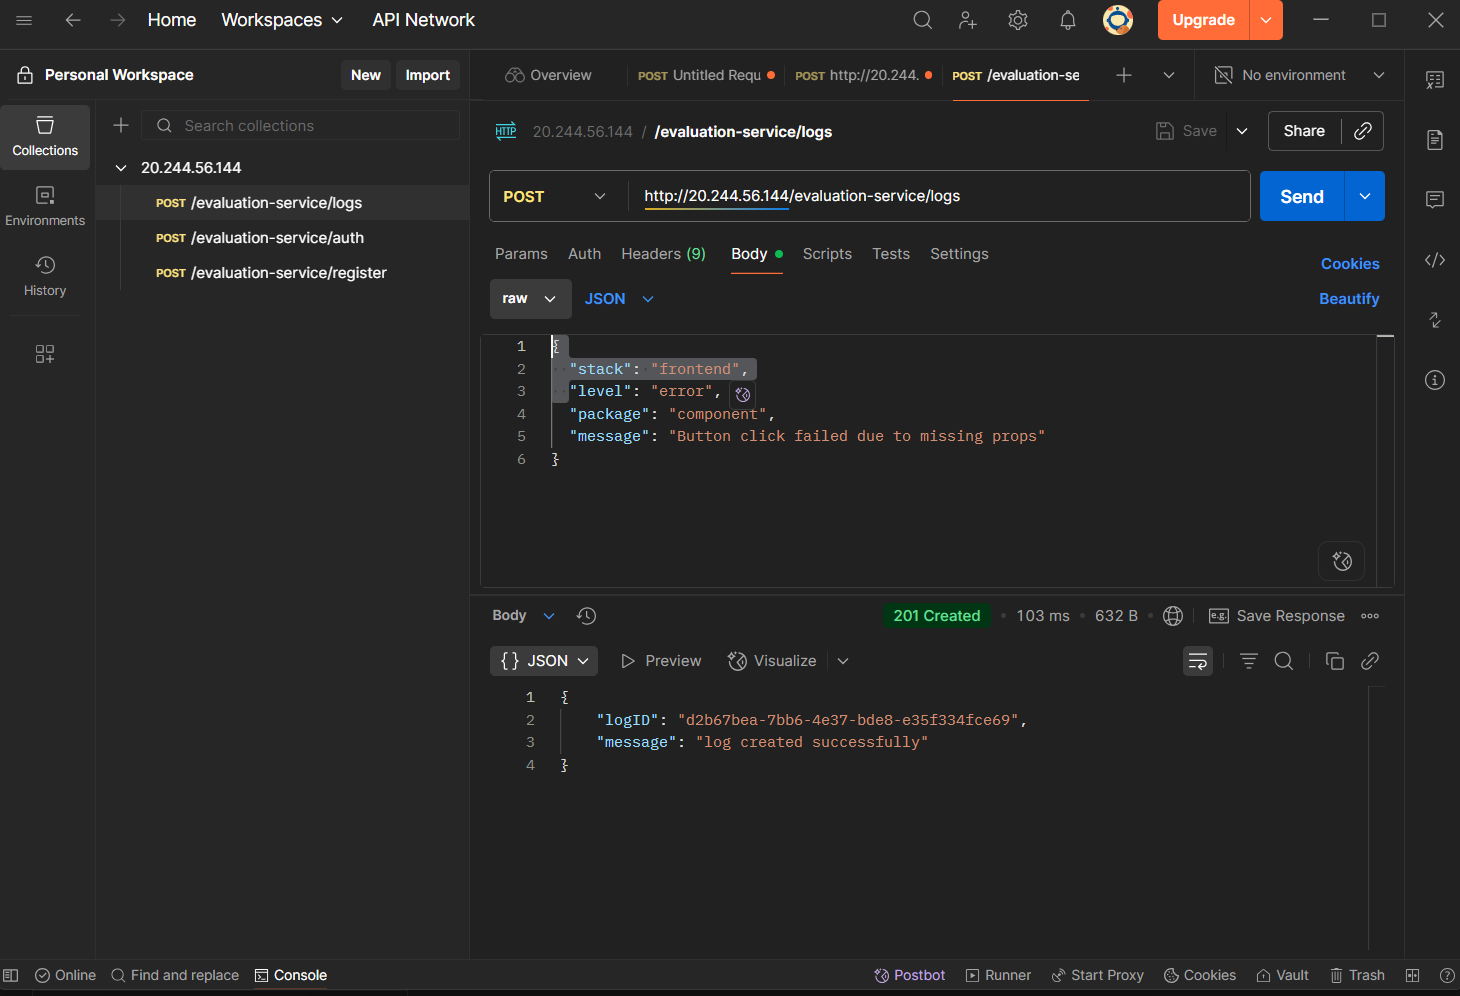 Home Workspaces API Network Upgrade
Personal Workspace New Import
Overview POST Untitled Requ POST http://20.244. POST /evaluation-se No environment
Collections
Environments
History
Search collections
20.244.56.144
POST /evaluation-service/logs
POST /evaluation-service/auth
POST /evaluation-service/register
HTTP 20.244.56.144 / /evaluation-service/logs Save Share
POST http://20.244.56.144/evaluation-service/logs Send
Params Auth Headers (9) Body Scripts Tests Settings Cookies
raw JSON Beautify
1 {
2 "stack": "frontend",
3 "level": "error",
4 "package": "component",
5 "message": "Button click failed due to missing props"
6 }
Body 201 Created 103 ms 632 B e.g. Save Response
{} JSON Preview Visualize
1 {
2 "logID": "d2b67bea-7bb6-4e37-bde8-e35f334fce69",
3 "message": "log created successfully"
4 }
Online Find and replace Console Postbot Runner Start Proxy Cookies Vault Trash